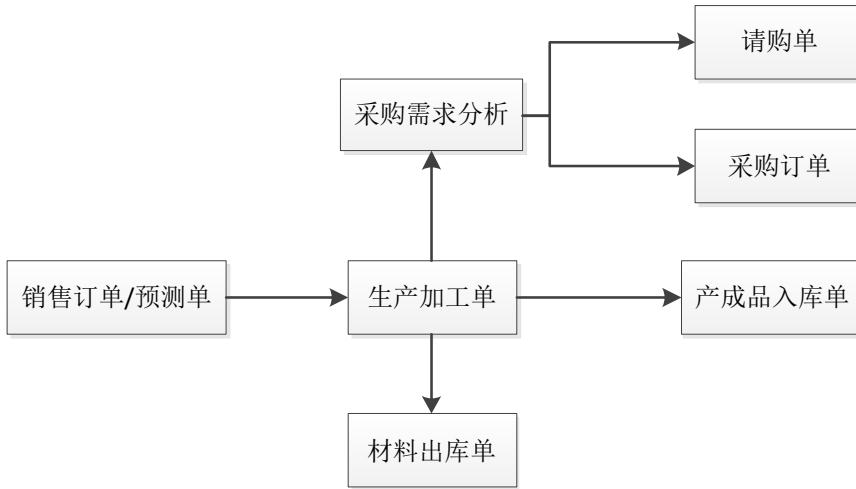 请购单
采购需求分析
采购订单
销售订单/预测单
生产加工单
产成品入库单
材料出库单